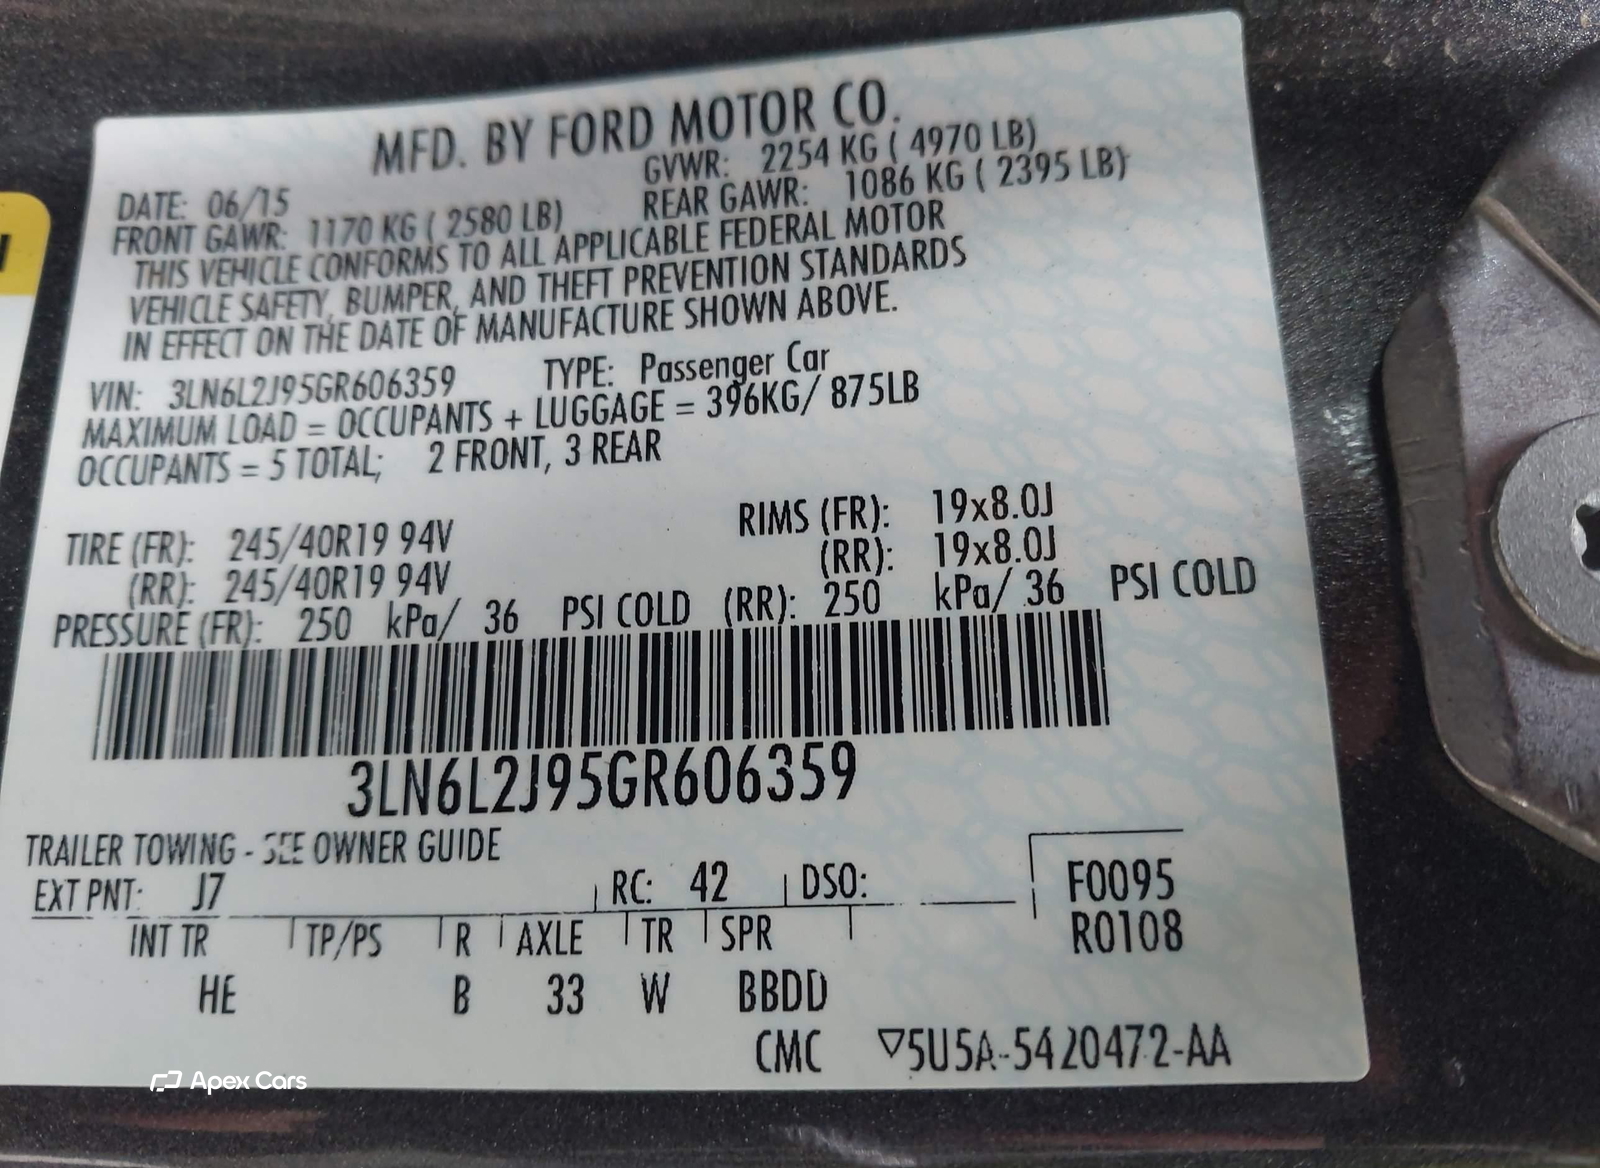 MFD. BY FORD MOTOR CO.
DATE: 06/15 GVWR: 2254 KG ( 4970 LB)
FRONT GAWR: 1170 KG ( 2580 LB) REAR GAWR: 1086 KG ( 2395 LB)
THIS VEHICLE CONFORMS TO ALL APPLICABLE FEDERAL MOTOR
VEHICLE SAFETY, BUMPER, AND THEFT PREVENTION STANDARDS
IN EFFECT ON THE DATE OF MANUFACTURE SHOWN ABOVE.
VIN: 3LN6L2J95GR606359 TYPE: Passenger Car
MAXIMUM LOAD = OCCUPANTS + LUGGAGE = 396KG/ 875LB
OCCUPANTS = 5 TOTAL; 2 FRONT, 3 REAR
TIRE (FR): 245/40R19 94V RIMS (FR): 19x8.0J
(RR): 245/40R19 94V (RR): 19x8.0J
PRESSURE (FR): 250 kPa/ 36 PSI COLD (RR): 250 kPa/ 36 PSI COLD
3LN6L2J95GR606359
TRAILER TOWING - SEE OWNER GUIDE
EXT PNT: J7 RC: 42 DSO: F0095
INT TR TP/PS R AXLE TR SPR R0108
HE B 33 W BBDD
CMC ▽5U5A-5420472-AA
Apex Cars